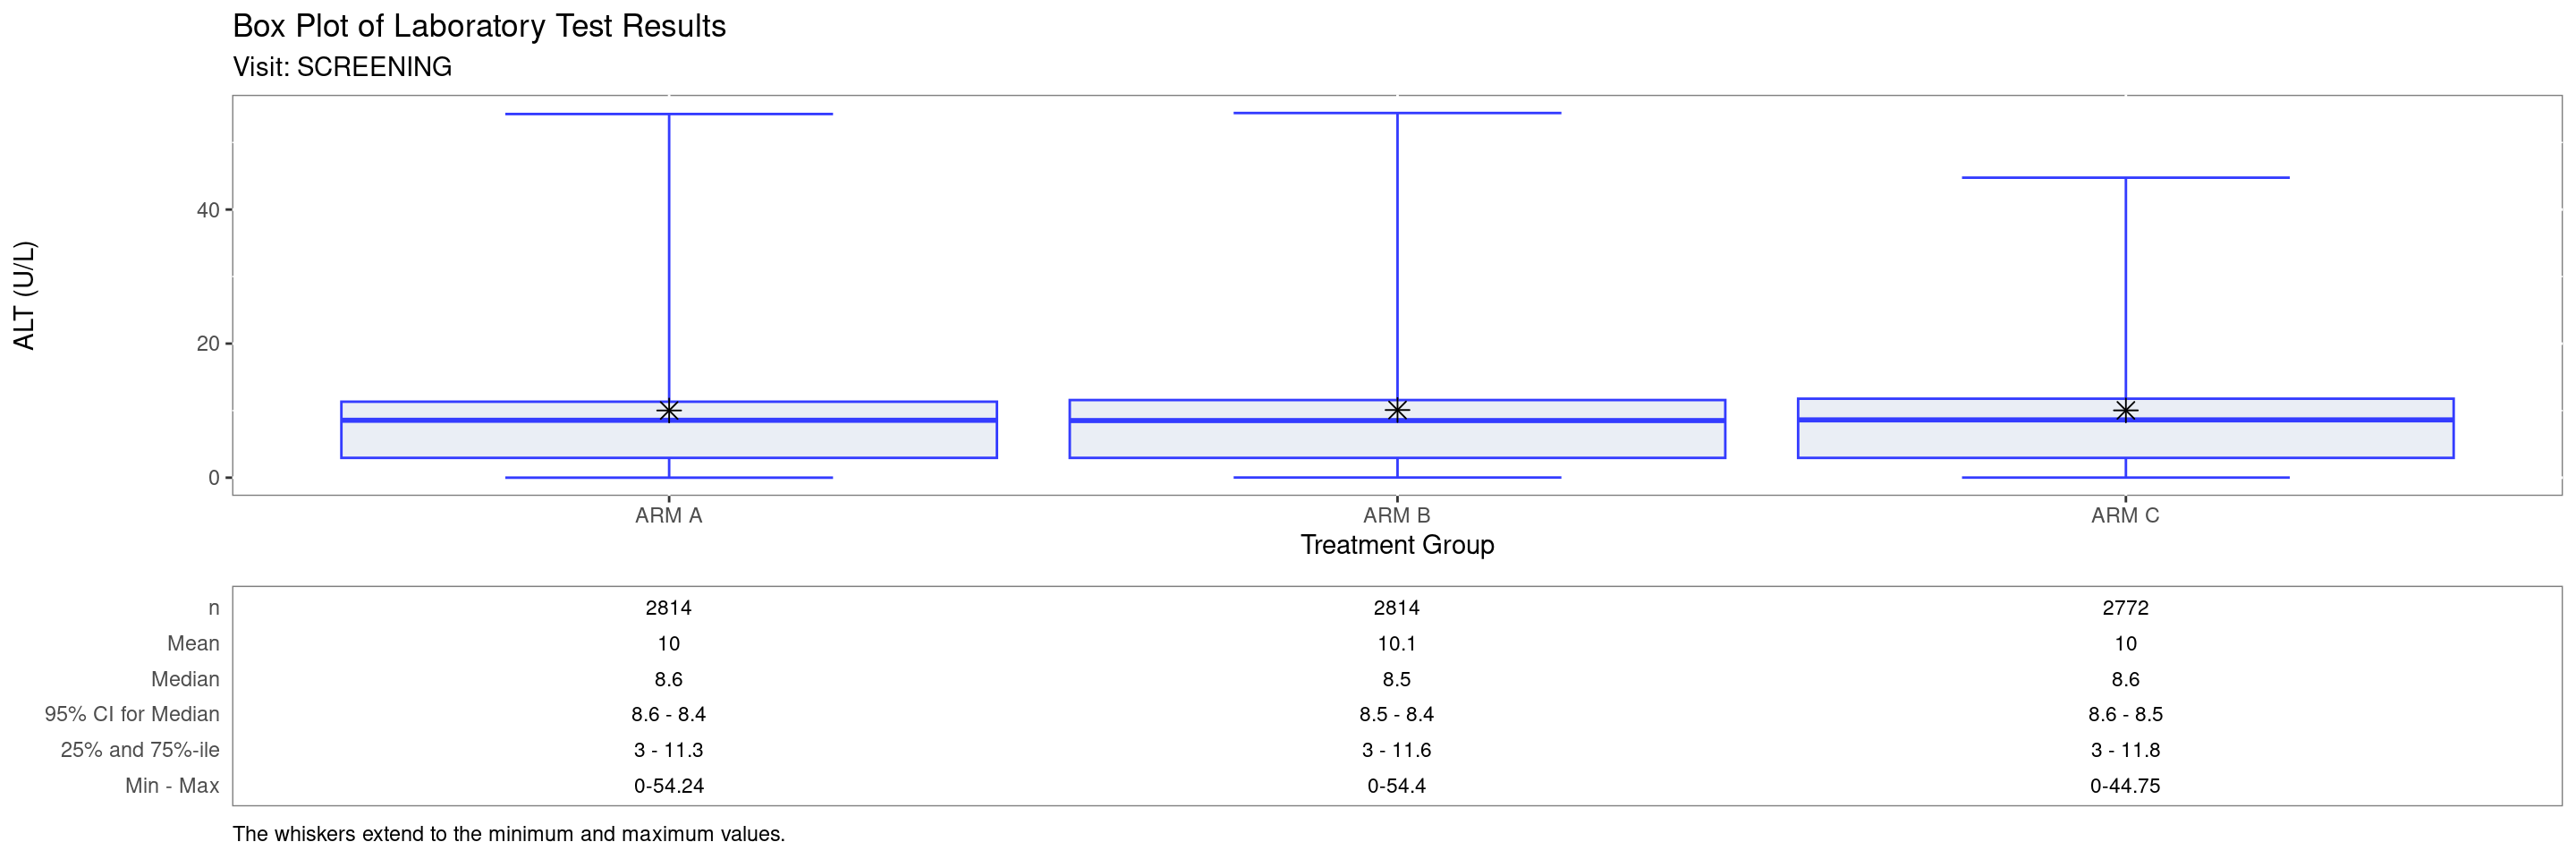 Box Plot of Laboratory Test Results
Visit: SCREENING
ALT (U/L)
40
20
0
ARM A ARM B ARM C
Treatment Group
n 2814 2814 2772
Mean 10 10.1 10
Median 8.6 8.5 8.6
95% CI for Median 8.6 - 8.4 8.5 - 8.4 8.6 - 8.5
25% and 75%-ile 3 - 11.3 3 - 11.6 3 - 11.8
Min - Max 0-54.24 0-54.4 0-44.75
The whiskers extend to the minimum and maximum values.